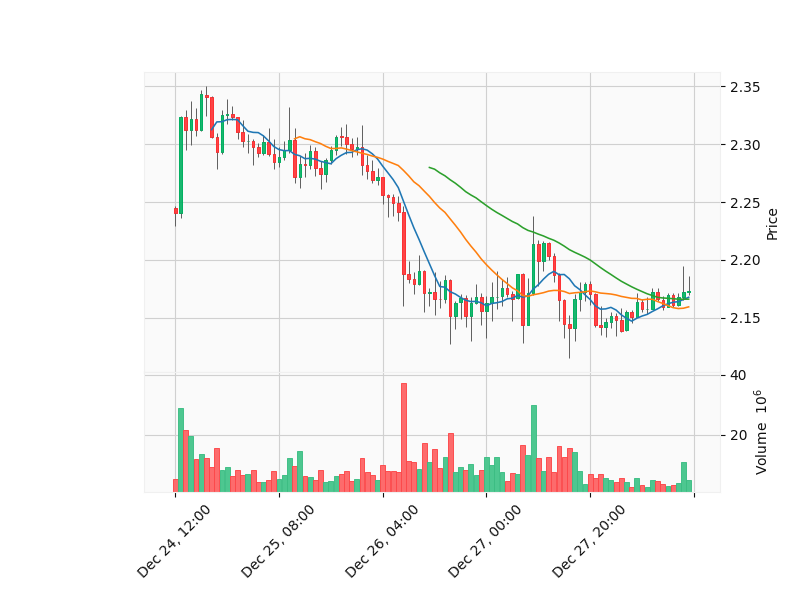 2.35
2.30
2.25
2.20
2.15
Price
40
20
Volume 10^6
Dec 24, 12:00
Dec 25, 08:00
Dec 26, 04:00
Dec 27, 00:00
Dec 27, 20:00